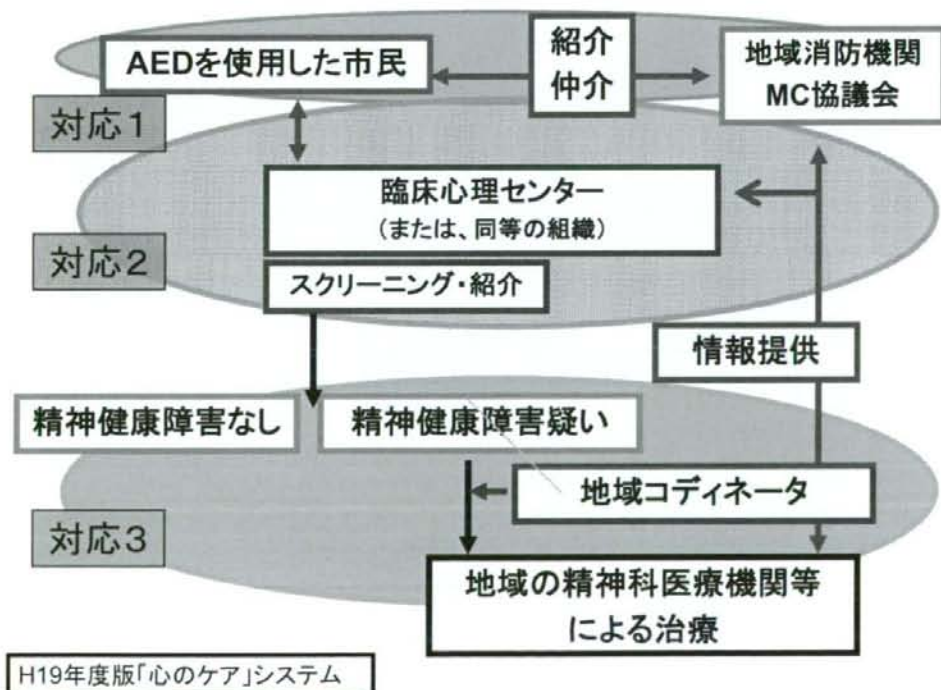 AEDを使用した市民
紹介
仲介
地域消防機関
MC協議会
対応1
臨床心理センター
(または、同等の組織)
対応2
スクリーニング・紹介
情報提供
精神健康障害なし
精神健康障害疑い
地域コディネータ
対応3
地域の精神科医療機関等
による治療
H19年度版「心のケア」システム